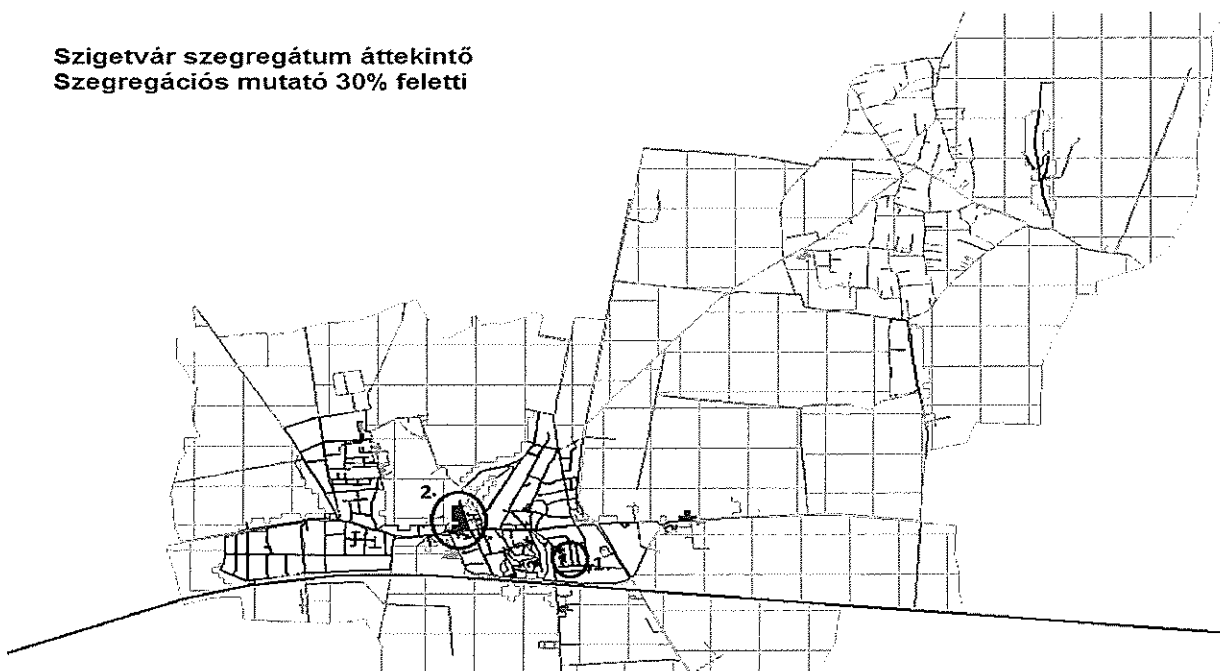 Szigetvár szegregátum áttekintő
Szegregációs mutató 30% feletti
2.
1.